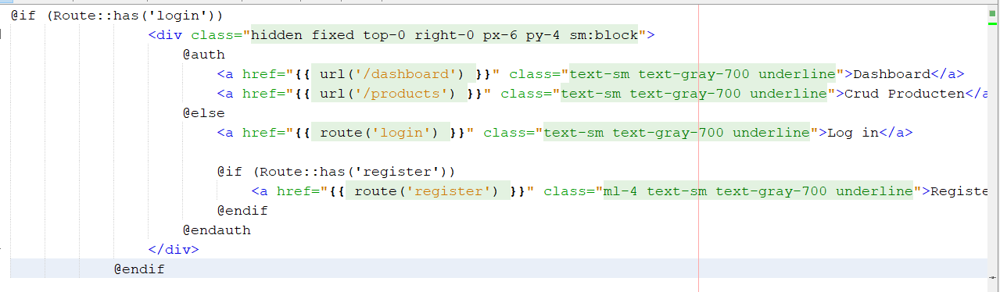 @if (Route::has('login'))
<div class="hidden fixed top-0 right-0 px-6 py-4 sm:block">
@auth
<a href="{{ url('/dashboard') }}" class="text-sm text-gray-700 underline">Dashboard</a>
<a href="{{ url('/products') }}" class="text-sm text-gray-700 underline">Crud Producten</a
@else
<a href="{{ route('login') }}" class="text-sm text-gray-700 underline">Log in</a>
@if (Route::has('register'))
<a href="{{ route('register') }}" class="ml-4 text-sm text-gray-700 underline">Registe
@endif
@endauth
</div>
@endif